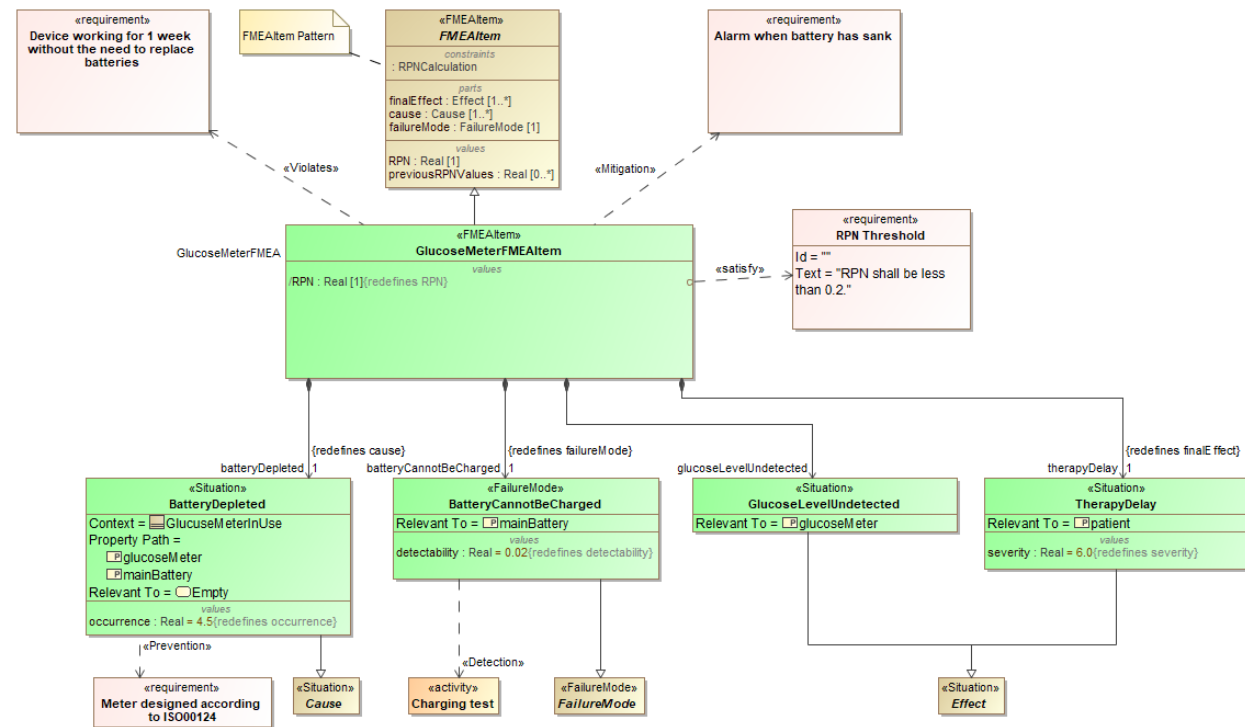 «requirement»
Device working for 1 week
without the need to replace
batteries
FMEAItem Pattern
«FMEAItem»
FMEAItem
constraints
: RPNCalculation
parts
finalEffect : Effect [1..*]
cause : Cause [1..*]
failureMode : FailureMode [1]
values
RPN : Real [1]
previousRPNValues : Real [0..*]
«requirement»
Alarm when battery has sank
«Violates»
«Mitigation»
«requirement»
RPN Threshold
Id = ""
Text = "RPN shall be less
than 0.2."
«satisfy»
GlucoseMeterFMEA
«FMEAItem»
GlucoseMeterFMEAItem
values
/RPN : Real [1]{redefines RPN}
{redefines cause}
batteryDepleted 1
{redefines failureMode}
batteryCannotBeCharged 1
glucoseLevelUndetected
{redefines finalEffect}
therapyDelay 1
«Situation»
BatteryDepleted
Context = GlucuseMeterInUse
Property Path =
glucoseMeter
mainBattery
Relevant To = Empty
values
occurrence : Real = 4.5{redefines occurrence}
«FailureMode»
BatteryCannotBeCharged
Relevant To = mainBattery
values
detectability : Real = 0.02{redefines detectability}
«Situation»
GlucoseLevelUndetected
Relevant To = glucoseMeter
«Situation»
TherapyDelay
Relevant To = patient
values
severity : Real = 6.0{redefines severity}
«Prevention»
«Detection»
«requirement»
Meter designed according
to ISO00124
«Situation»
Cause
«activity»
Charging test
«FailureMode»
FailureMode
«Situation»
Effect